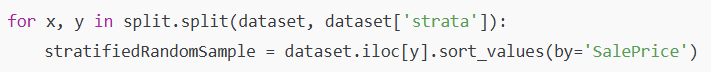 for x, y in split.split(dataset, dataset['strata']):
    stratifiedRandomSample = dataset.iloc[y].sort_values(by='SalePrice')